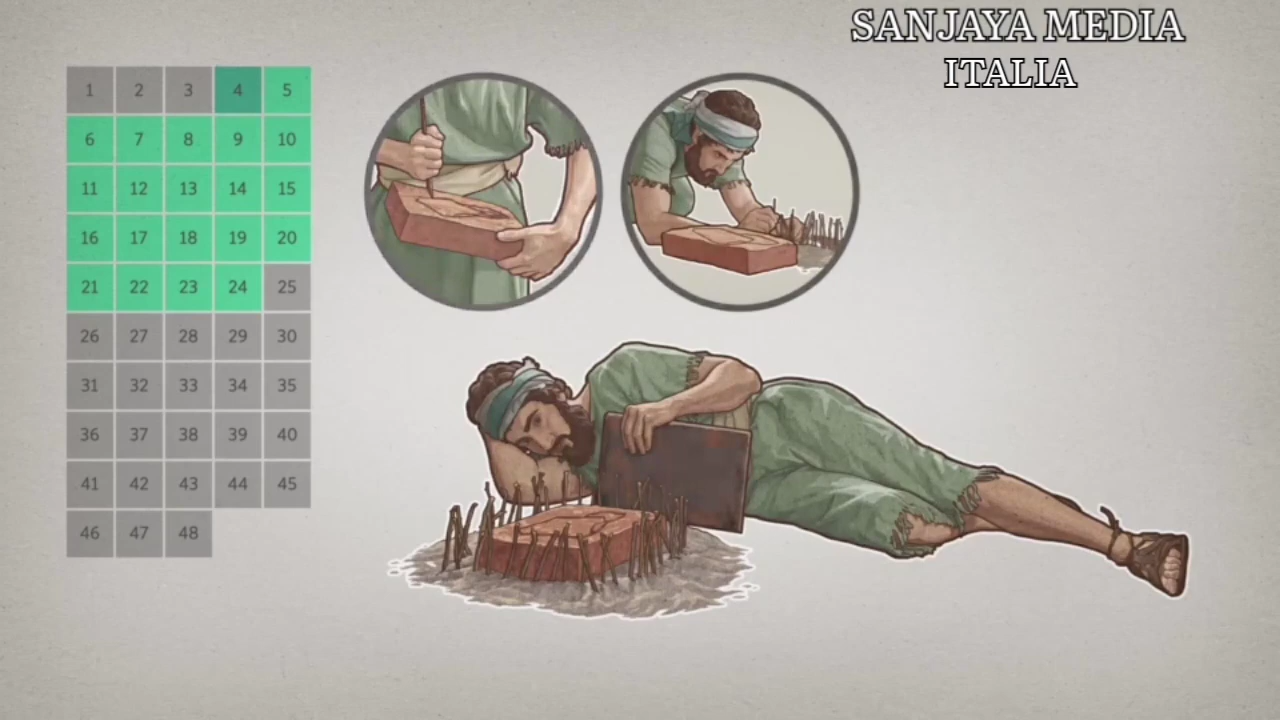 SANJAYA MEDIA
ITALIA
1 2 3 4 5
6 7 8 9 10
11 12 13 14 15
16 17 18 19 20
21 22 23 24 25
26 27 28 29 30
31 32 33 34 35
36 37 38 39 40
41 42 43 44 45
46 47 48